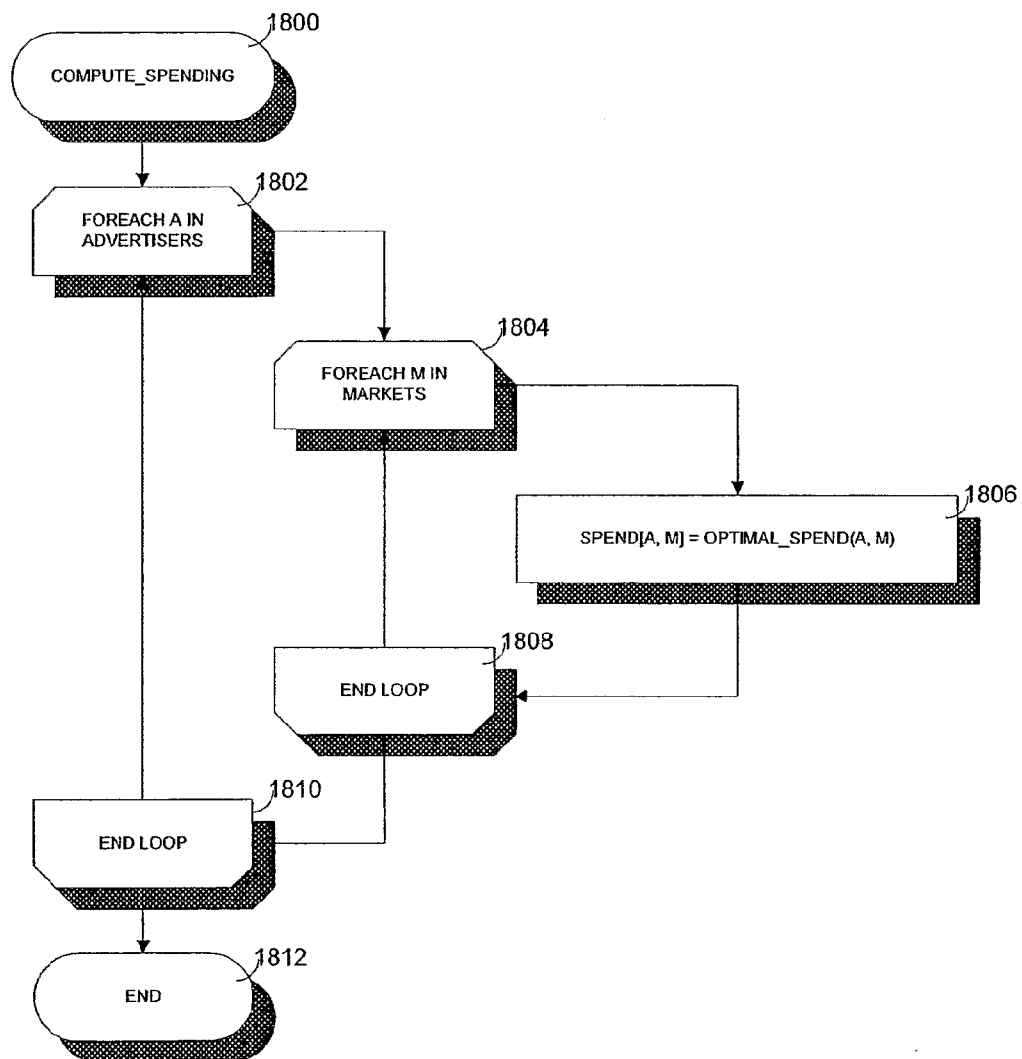 1800
COMPUTE_SPENDING
1802
FOREACH A IN
ADVERTISERS
1804
FOREACH M IN
MARKETS
1806
SPEND[A, M] = OPTIMAL_SPEND(A, M)
1808
END LOOP
1810
END LOOP
1812
END